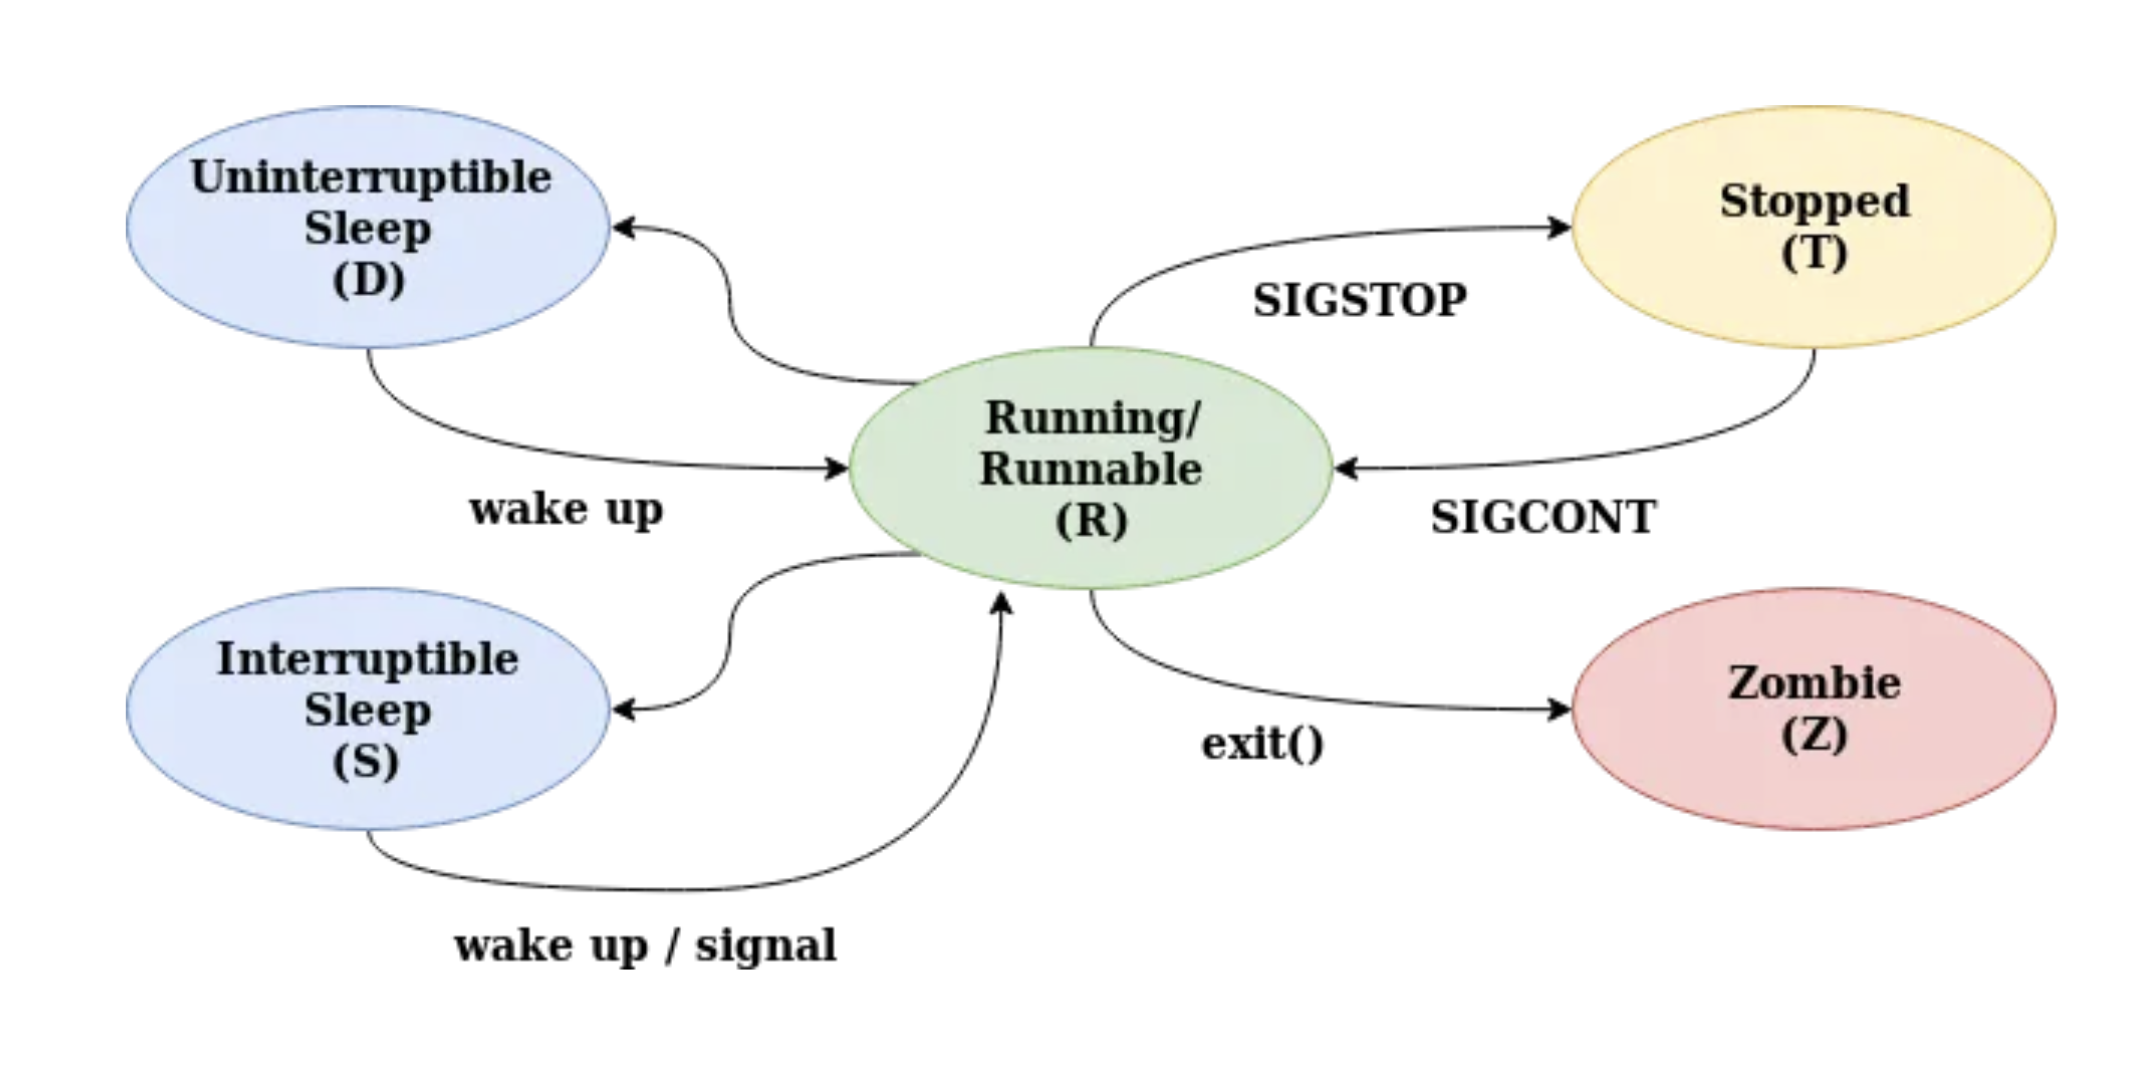 Uninterruptible
Sleep
(D)
Stopped
(T)
SIGSTOP
Running/
Runnable
(R)
wake up
SIGCONT
Interruptible
Sleep
(S)
Zombie
(Z)
exit()
wake up / signal